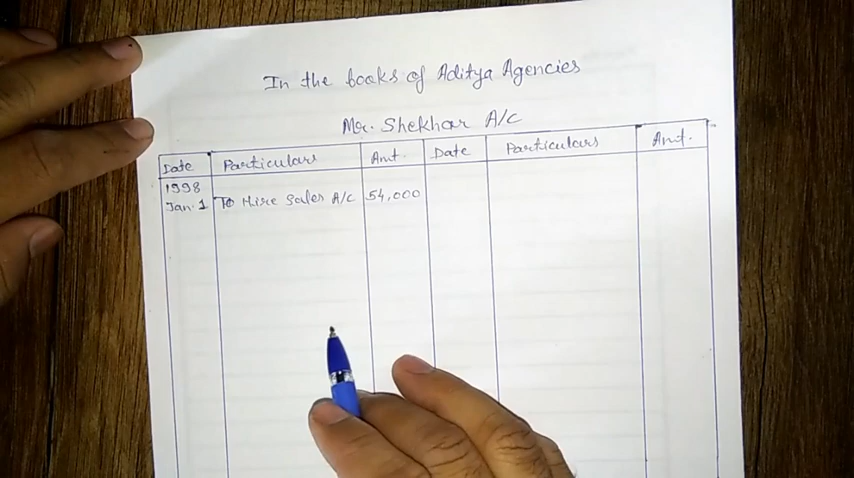 In the books of Aditya Agencies
Mr. Shekhar A/C
Date Particulars Amt. Date Particulars Amt.
1998
Jan. 1 To Hire Sales A/C 54,000